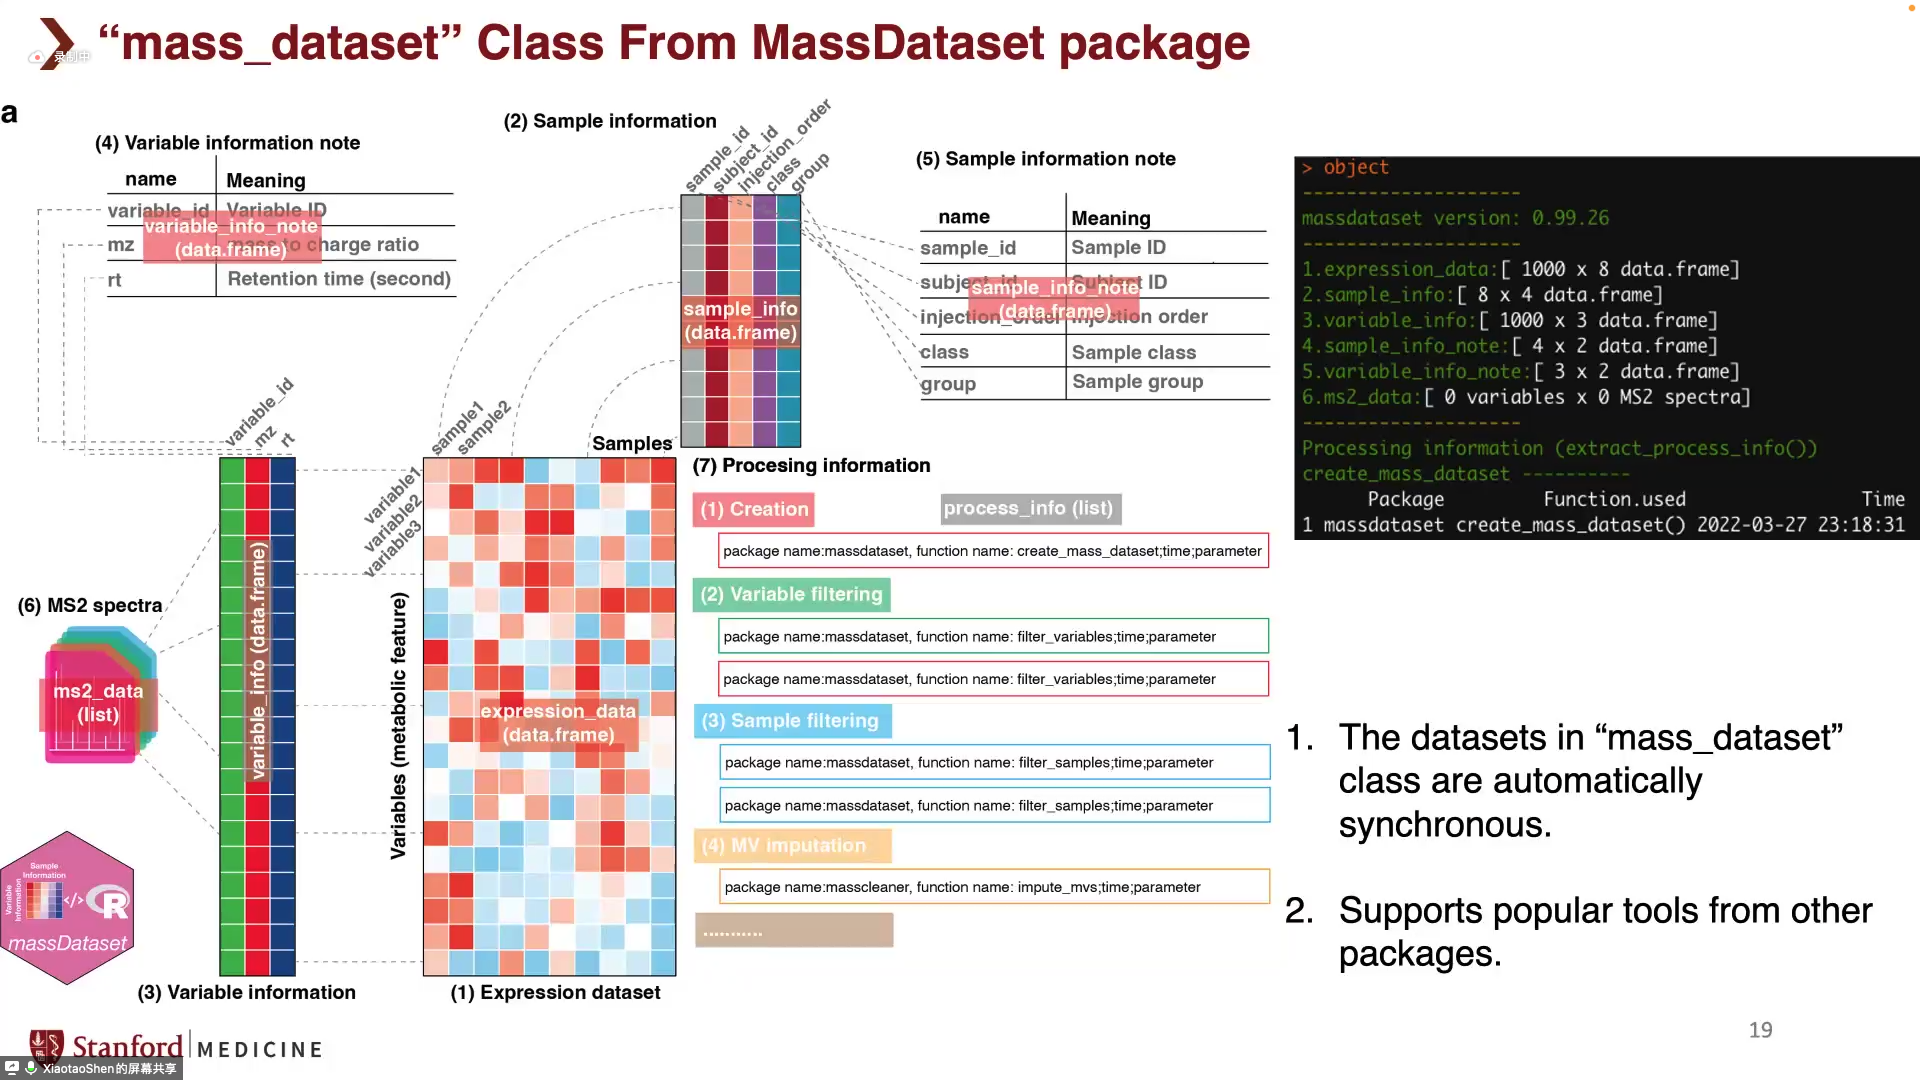 “mass_dataset” Class From MassDataset package
录制中
a
(4) Variable information note
name Meaning
variable_id Variable ID
mz mass to charge ratio
rt Retention time (second)
variable_info_note
(data.frame)
(2) Sample information
sample_id
subject_id
injection_order
class
group
sample_info
(data.frame)
(5) Sample information note
name Meaning
sample_id Sample ID
subject_id Subject ID
injection_order Injection order
class Sample class
group Sample group
sample_info_note
(data.frame)
> object
--------------------
massdataset version: 0.99.26
--------------------
1.expression_data:[ 1000 x 8 data.frame]
2.sample_info:[ 8 x 4 data.frame]
3.variable_info:[ 1000 x 3 data.frame]
4.sample_info_note:[ 4 x 2 data.frame]
5.variable_info_note:[ 3 x 2 data.frame]
6.ms2_data:[ 0 variables x 0 MS2 spectra]
--------------------
Processing information (extract_process_info())
create_mass_dataset ----------
Package Function.used Time
1 massdataset create_mass_dataset() 2022-03-27 23:18:31
variable_id
mz
rt
sample1
sample2
Samples
variable1
variable2
variable3
Variables (metabolic feature)
variable_info (data.frame)
expression_data
(data.frame)
(6) MS2 spectra
ms2_data
(list)
(3) Variable information
(1) Expression dataset
(7) Procesing information
(1) Creation
process_info (list)
package name:massdataset, function name: create_mass_dataset;time;parameter
(2) Variable filtering
package name:massdataset, function name: filter_variables;time;parameter
package name:massdataset, function name: filter_variables;time;parameter
(3) Sample filtering
package name:massdataset, function name: filter_samples;time;parameter
package name:massdataset, function name: filter_samples;time;parameter
(4) MV imputation
package name:masscleaner, function name: impute_mvs;time;parameter
...........
1. The datasets in “mass_dataset”
class are automatically
synchronous.
2. Supports popular tools from other
packages.
Sample
Information
Variable
Information
</>
R
massDataset
Stanford MEDICINE
19
XiaotaoShen的屏幕共享